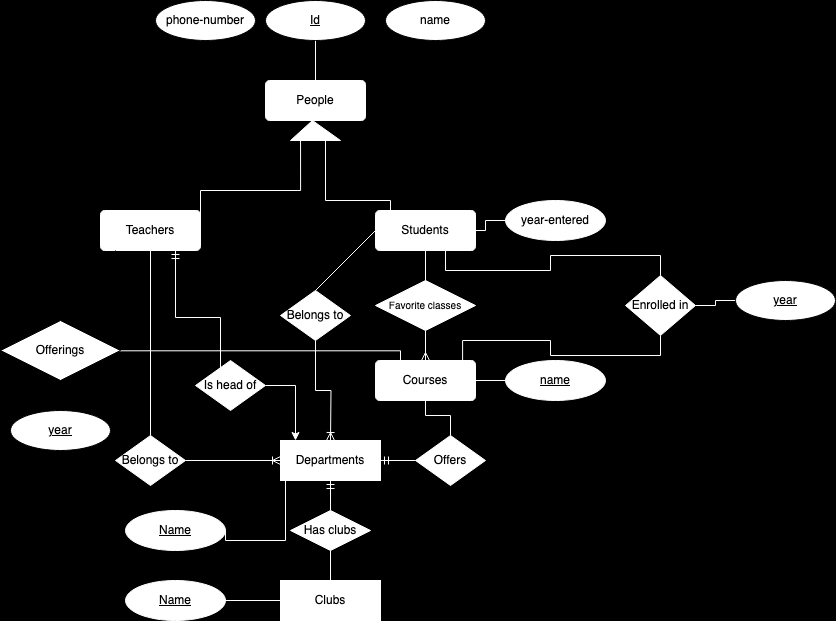 phone-number
Id
name
People
Teachers
Students
year-entered
Belongs to
Favorite classes
Enrolled in
year
Offerings
Is head of
Courses
name
year
Belongs to
Departments
Offers
Name
Has clubs
Name
Clubs